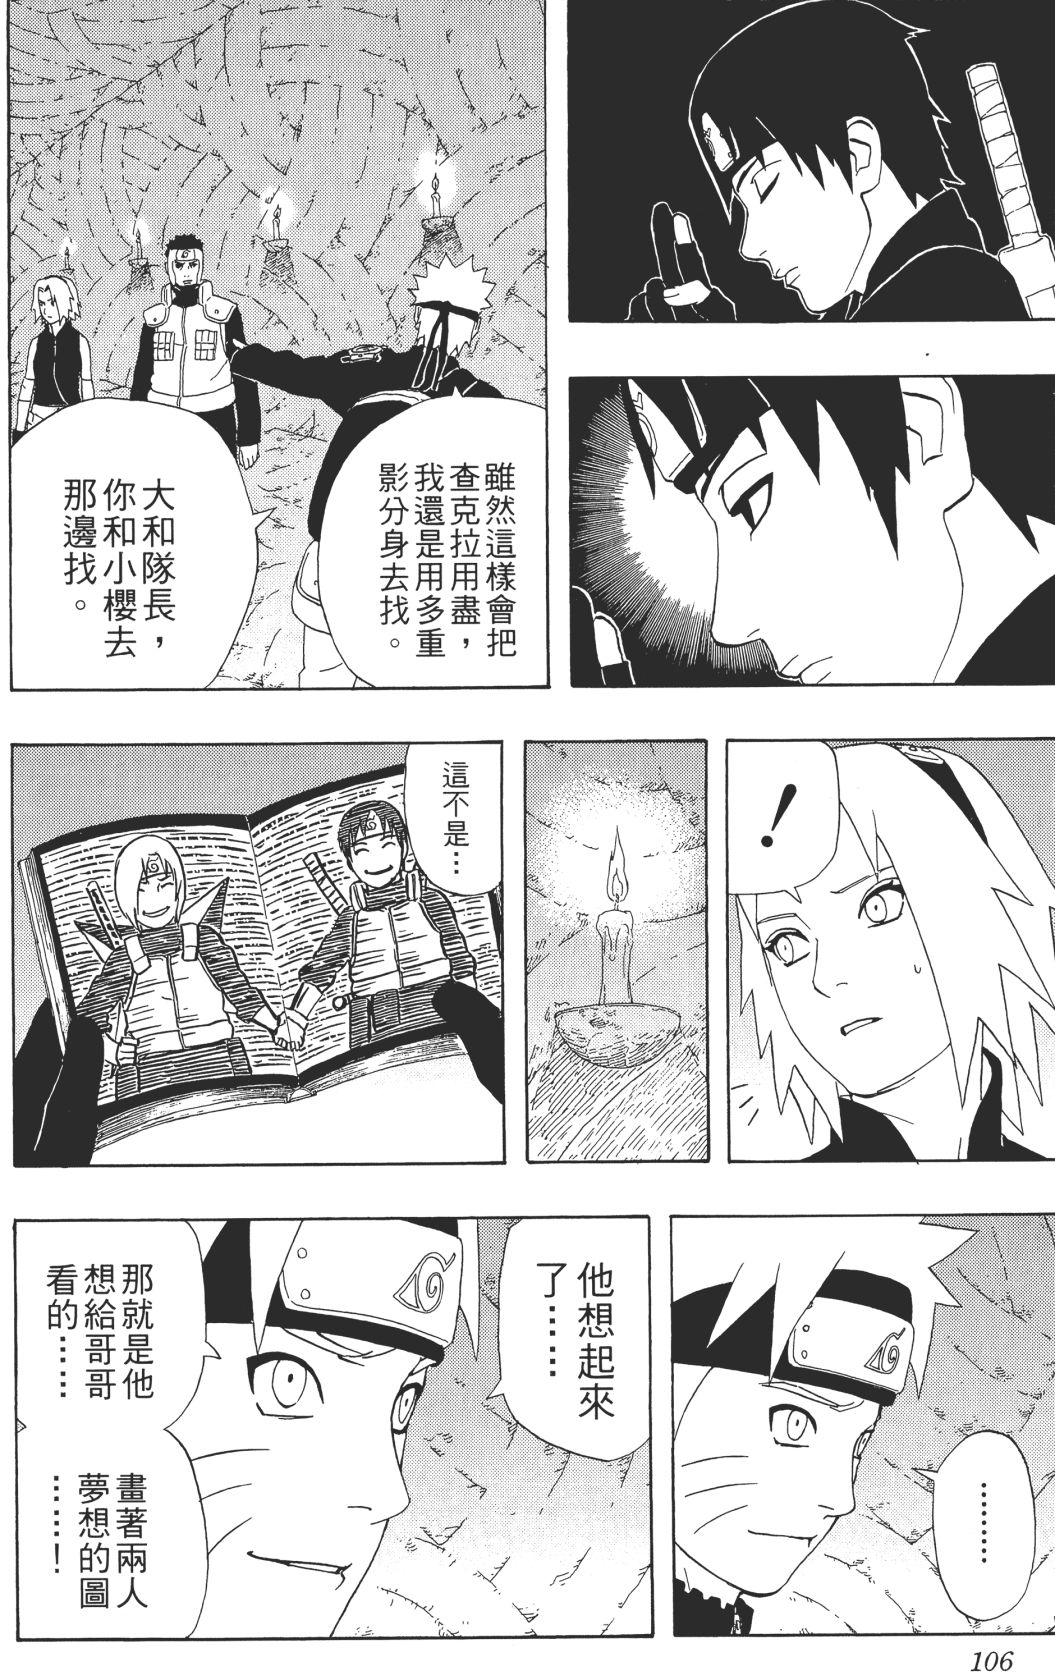 雖然這樣會把
查克拉用盡，
我還是用多重
影分身去找。
大和隊長，
你和小櫻去
那邊找。
！
這不是…
………
他想起來
了……
那就是他
想給哥哥
看的……
畫著兩人
夢想的圖
……！
106